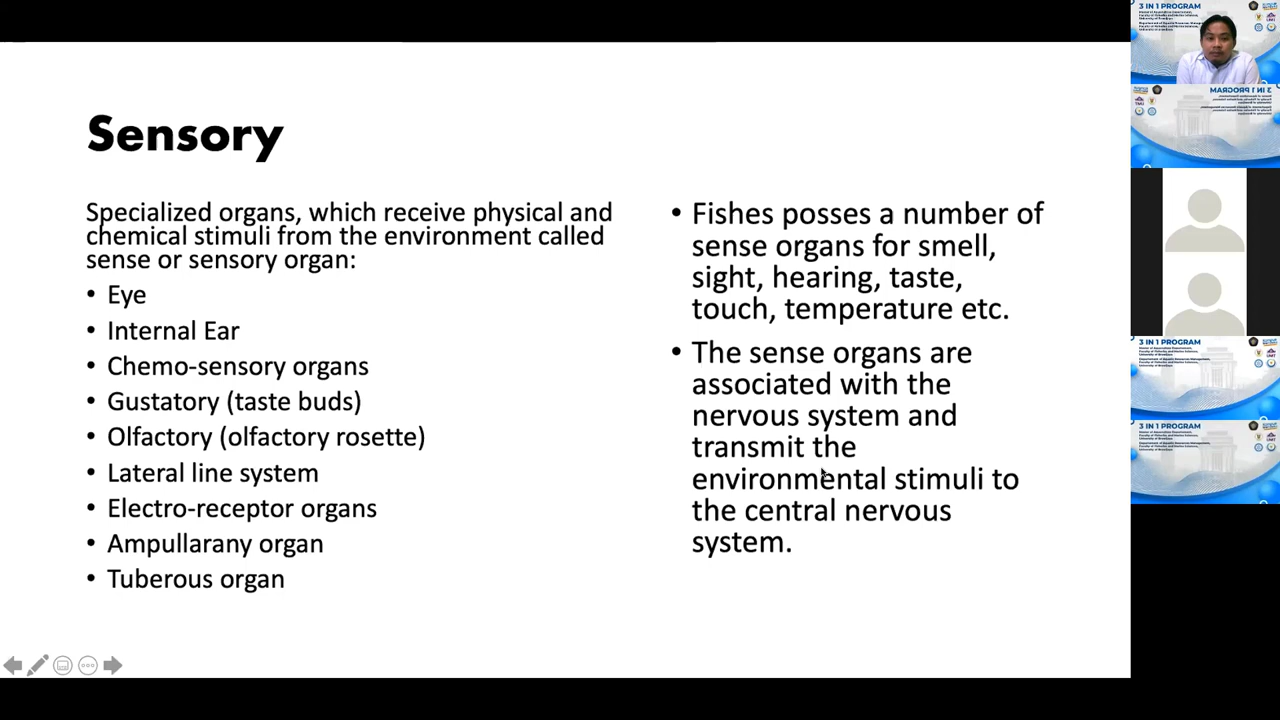 Sensory
Specialized organs, which receive physical and
chemical stimuli from the environment called
sense or sensory organ:
• Eye
• Internal Ear
• Chemo-sensory organs
• Gustatory (taste buds)
• Olfactory (olfactory rosette)
• Lateral line system
• Electro-receptor organs
• Ampullarany organ
• Tuberous organ
• Fishes posses a number of
sense organs for smell,
sight, hearing, taste,
touch, temperature etc.
• The sense organs are
associated with the
nervous system and
transmit the
environmental stimuli to
the central nervous
system.
3 IN 1 PROGRAM
3 IN 1 PROGRAM
3 IN 1 PROGRAM
3 IN 1 PROGRAM